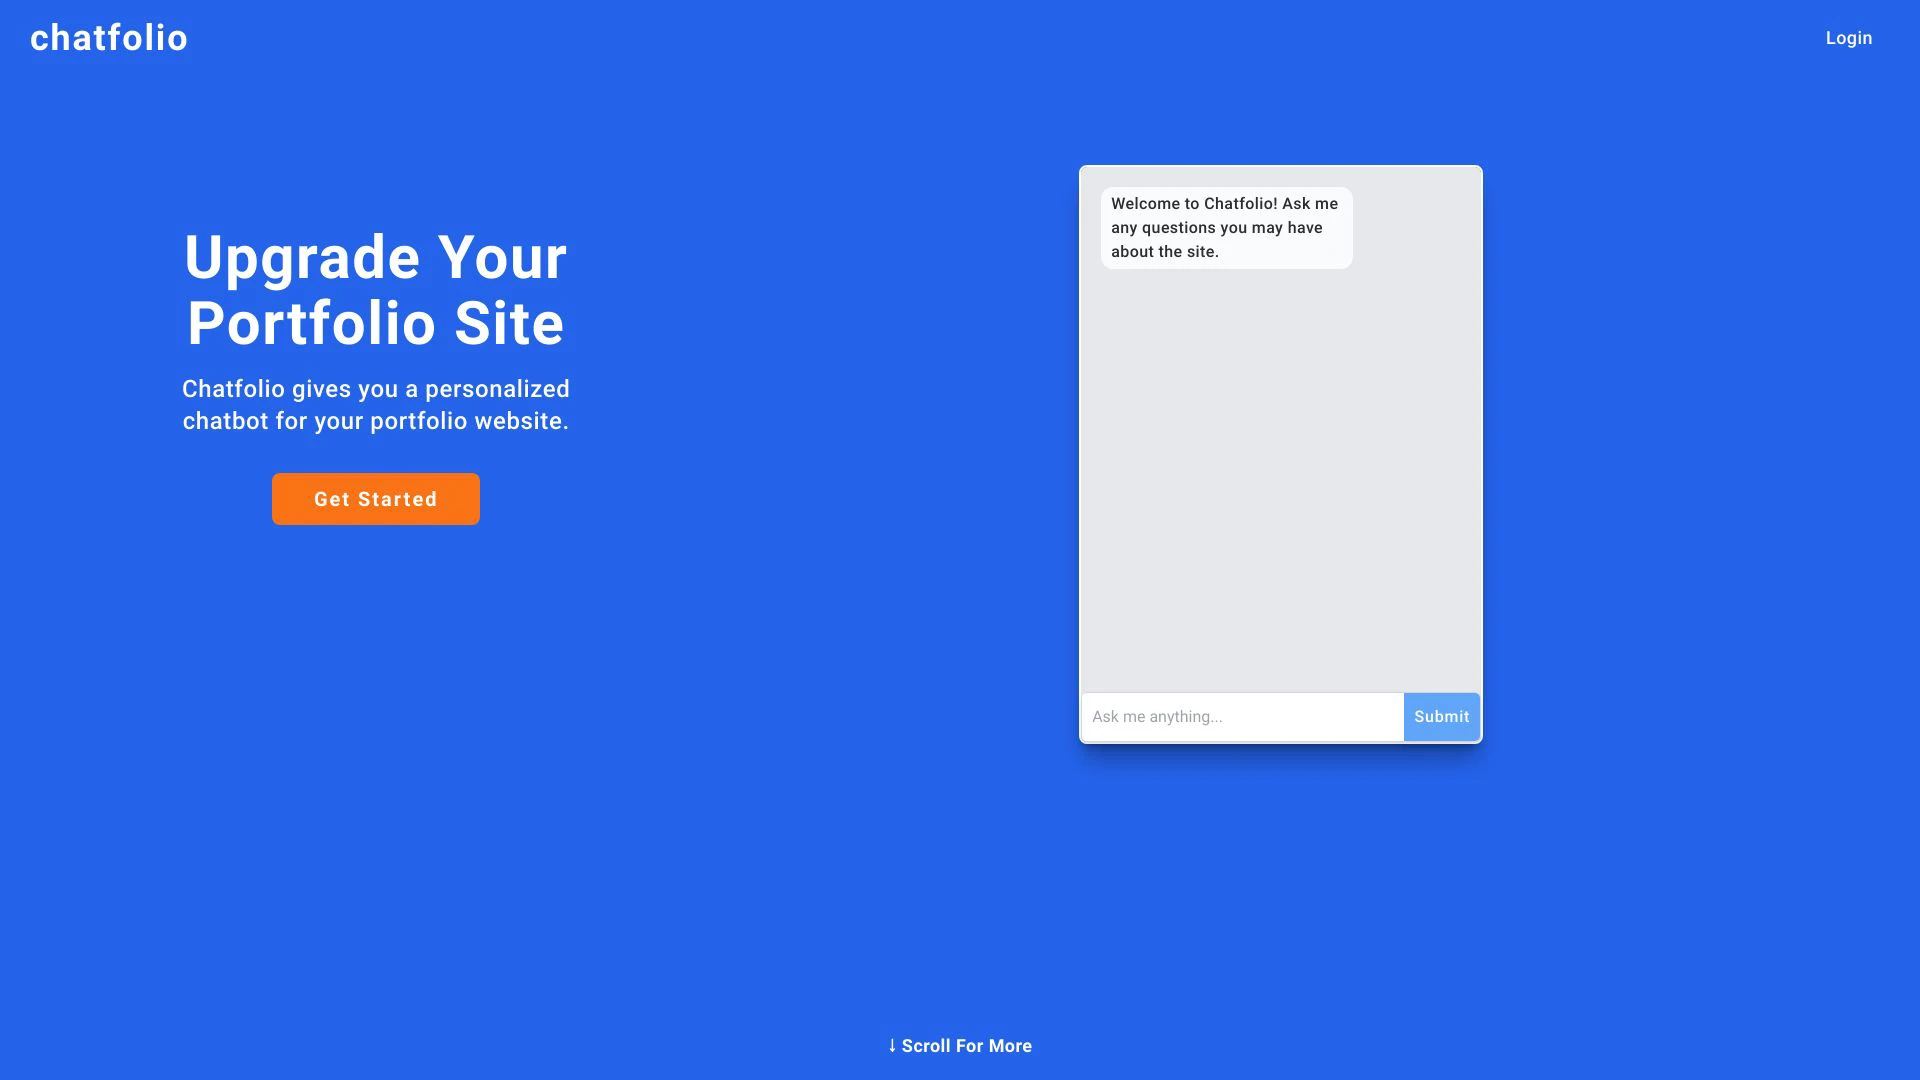 chatfolio
Login
Upgrade Your
Portfolio Site
Chatfolio gives you a personalized
chatbot for your portfolio website.
Get Started
Welcome to Chatfolio! Ask me
any questions you may have
about the site.
Ask me anything...
Submit
↓ Scroll For More